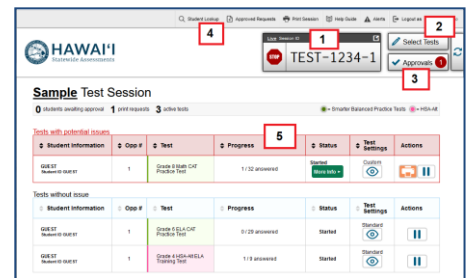 Student Lookup Approved Requests Print Session Help Guide Alerts Logout
4
1
2
3
HAWAI'I
Statewide Assessments
Live Session ID
STOP TEST-1234-1
Select Tests
Approvals 1
Sample Test Session
0 students awaiting approval 1 print requests 3 active tests
= Smarter Balanced Practice Tests = HSA-Alt
5
Tests with potential issues
Student Information Opp # Test Progress Status Test Settings Actions
GUEST
Student ID GUEST
1
Grade 8 Math CAT
Practice Test
1 / 32 answered
Started
More Info
Custom
Tests without issue
Student Information Opp # Test Progress Status Test Settings Actions
GUEST
Student ID GUEST
1
Grade 6 ELA CAT
Practice Test
0 / 29 answered
Started
Standard
GUEST
Student ID GUEST
1
Grade 4 HSA-Alt ELA
Training Test
1 / 8 answered
Started
Standard